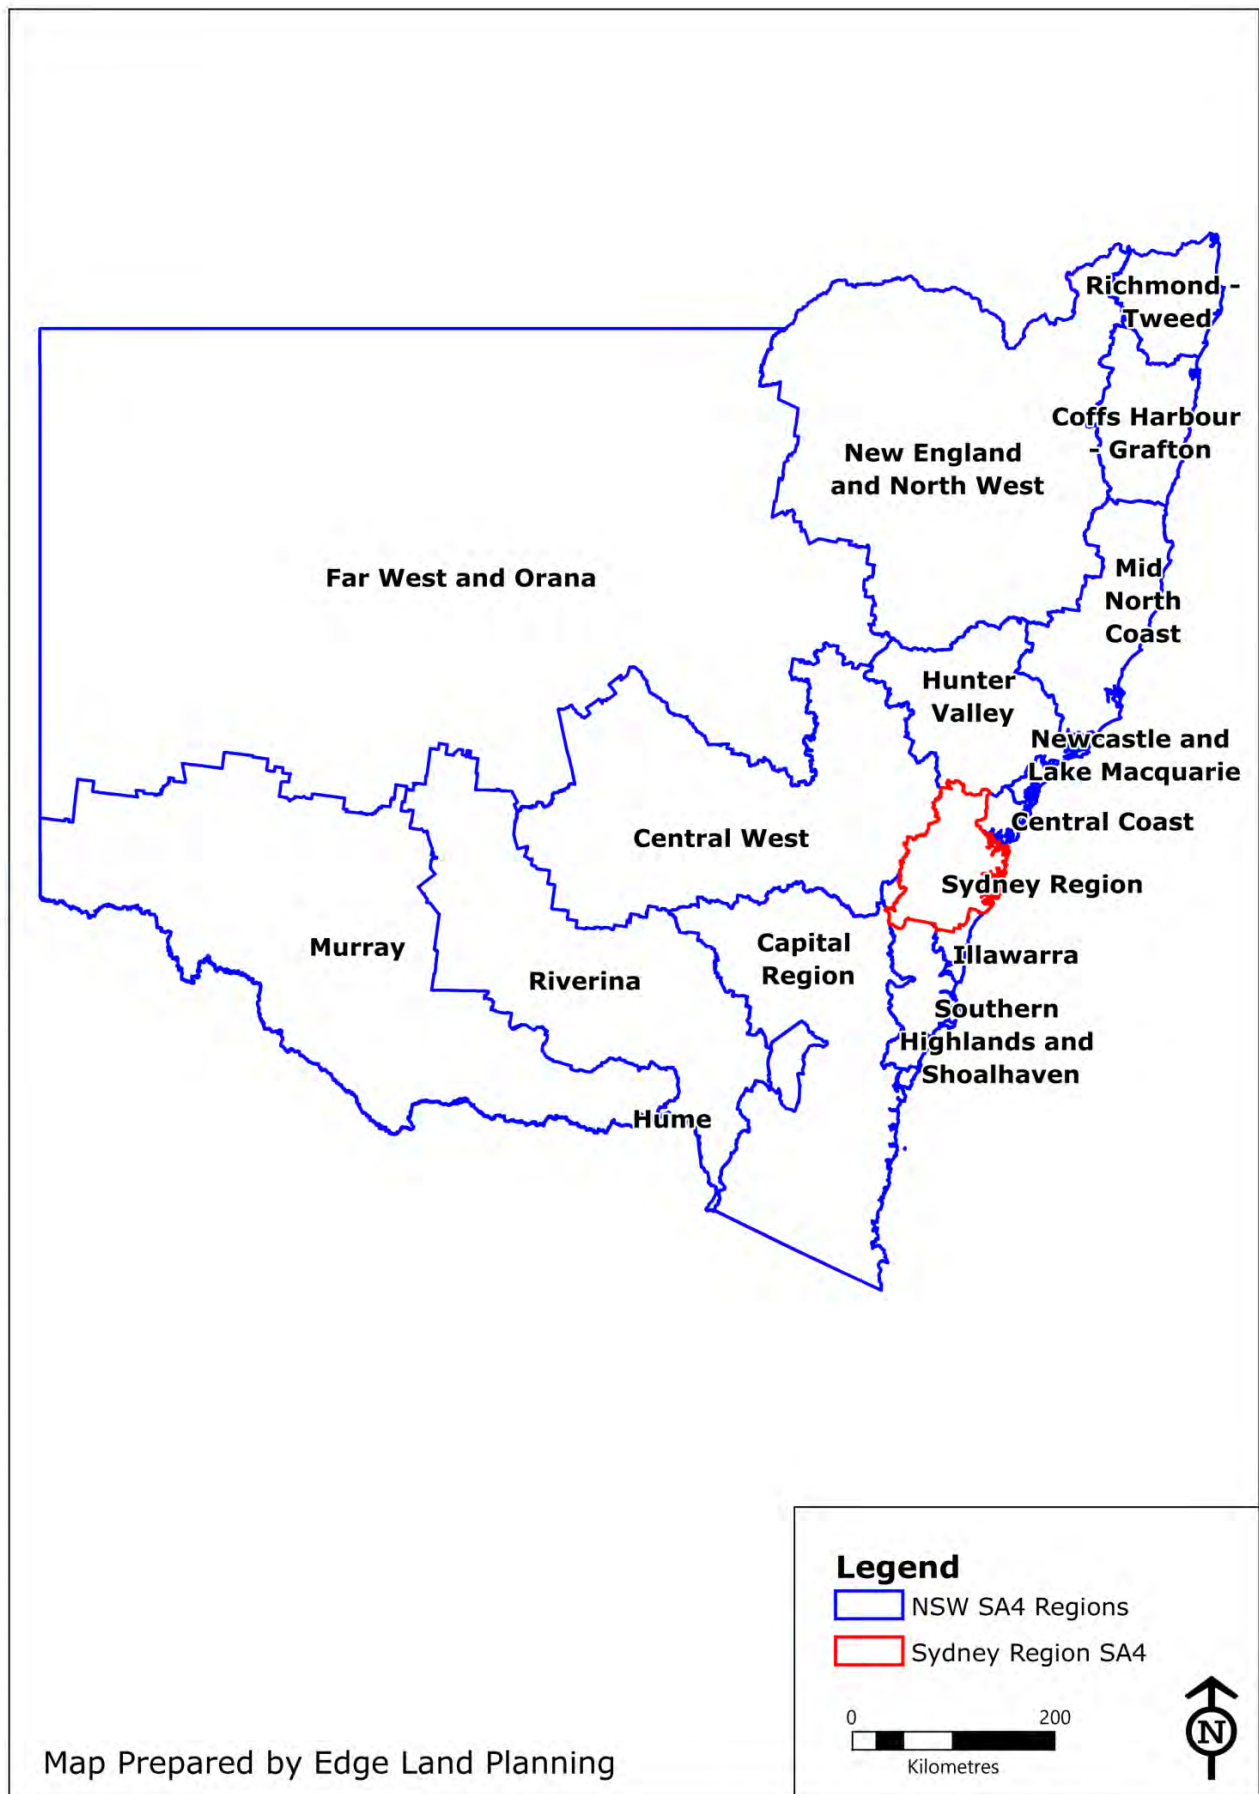 Richmond -
Tweed
Coffs Harbour
- Grafton
New England
and North West
Far West and Orana
Mid
North
Coast
Hunter
Valley
Newcastle and
Lake Macquarie
Central Coast
Central West
Sydney Region
Capital
Region
Murray
Riverina
Illawarra
Southern
Highlands and
Shoalhaven
Hume
Legend
NSW SA4 Regions
Sydney Region SA4
0 200
Kilometres
N
Map Prepared by Edge Land Planning